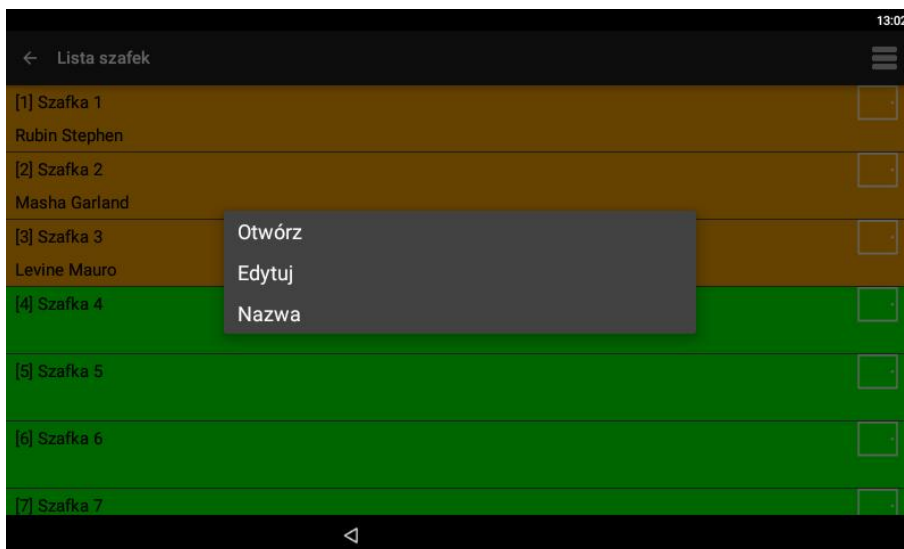 13:02
Lista szafek
[1] Szafka 1
Rubin Stephen
[2] Szafka 2
Masha Garland
[3] Szafka 3
Levine Mauro
Otwórz
Edytuj
Nazwa
[4] Szafka 4
[5] Szafka 5
[6] Szafka 6
[7] Szafka 7